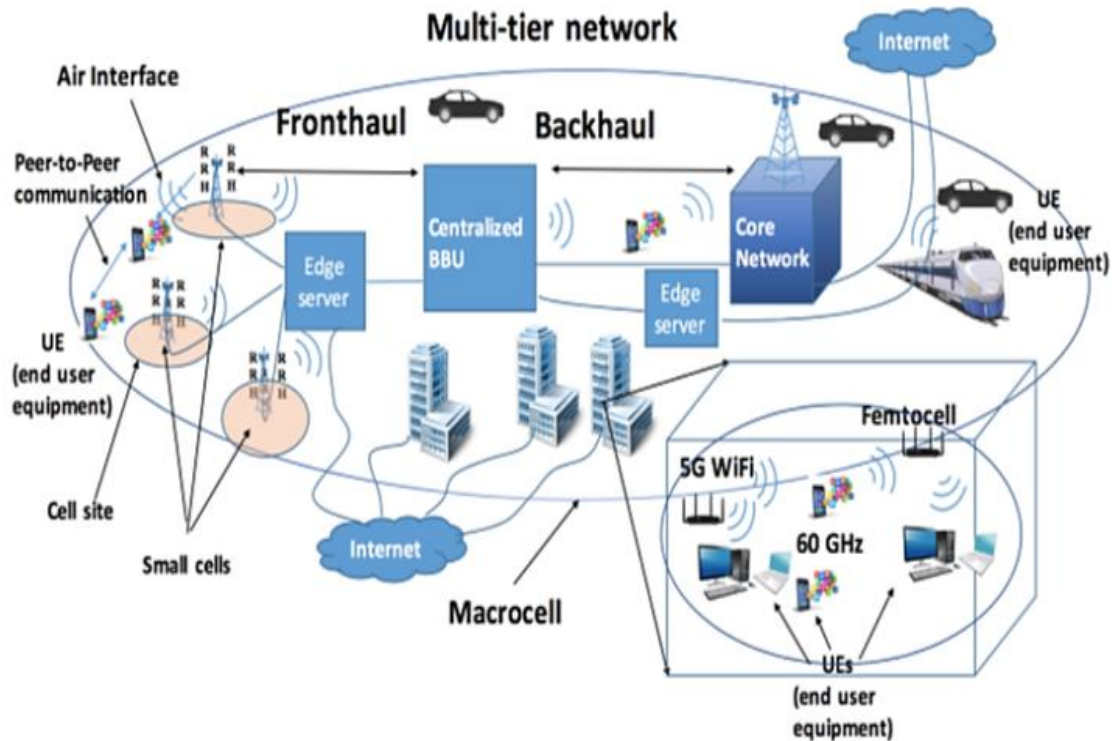 Multi-tier network
Internet
Air Interface
Fronthaul
Backhaul
Peer-to-Peer
communication
R R
R R
H H
UE
(end user
equipment)
Centralized
BBU
Core
Network
Edge
server
Edge
server
R R
R R
H H
UE
(end user
equipment)
R R
R R
H H
Femtocell
5G WiFi
Cell site
60 GHz
Small cells
Internet
Macrocell
UEs
(end user
equipment)